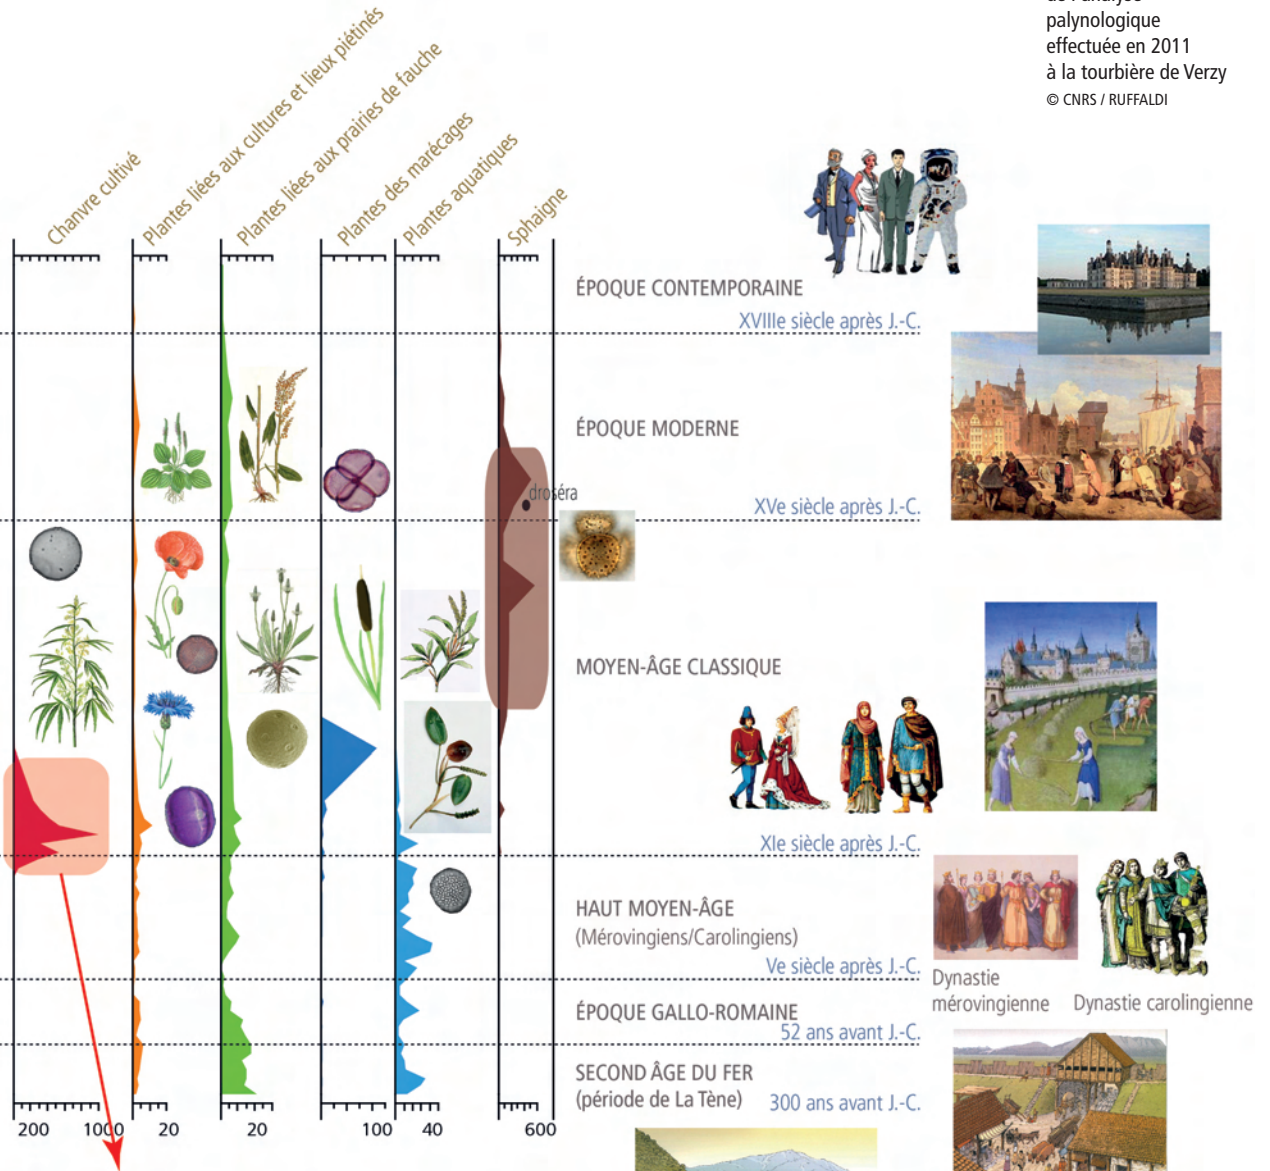 palynologique
effectuée en 2011
à la tourbière de Verzy
© CNRS / RUFFALDI
Chanvre cultivé
Plantes liées aux cultures et lieux piétinés
Plantes liées aux prairies de fauche
Plantes des marécages
Plantes aquatiques
Sphaigne
ÉPOQUE CONTEMPORAINE
XVIIIe siècle après J.-C.
ÉPOQUE MODERNE
droséra
XVe siècle après J.-C.
MOYEN-ÂGE CLASSIQUE
XIe siècle après J.-C.
HAUT MOYEN-ÂGE
(Mérovingiens/Carolingiens)
Ve siècle après J.-C.
Dynastie
mérovingienne
Dynastie carolingienne
ÉPOQUE GALLO-ROMAINE
52 ans avant J.-C.
SECOND ÂGE DU FER
(période de La Tène)
300 ans avant J.-C.
200 1000 20 20 100 40 600